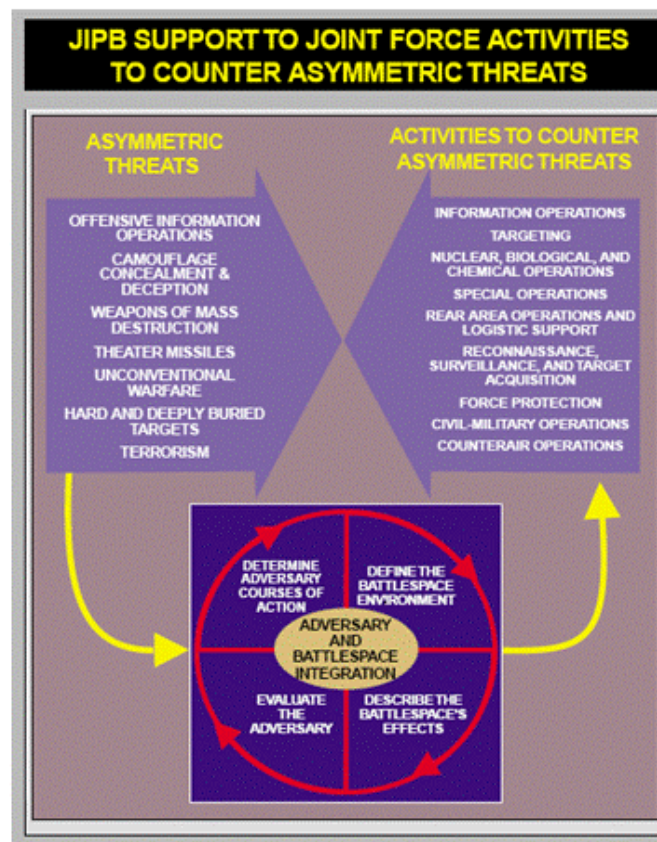 JIPB SUPPORT TO JOINT FORCE ACTIVITIES
TO COUNTER ASYMMETRIC THREATS
ASYMMETRIC
THREATS
OFFENSIVE INFORMATION
OPERATIONS
CAMOUFLAGE
CONCEALMENT &
DECEPTION
WEAPONS OF MASS
DESTRUCTION
THEATER MISSILES
UNCONVENTIONAL
WARFARE
HARD AND DEEPLY BURIED
TARGETS
TERRORISM
ACTIVITIES TO COUNTER
ASYMMETRIC THREATS
INFORMATION OPERATIONS
TARGETING
NUCLEAR, BIOLOGICAL, AND
CHEMICAL OPERATIONS
SPECIAL OPERATIONS
REAR AREA OPERATIONS AND
LOGISTIC SUPPORT
RECONNAISSANCE,
SURVEILLANCE, AND TARGET
ACQUISITION
FORCE PROTECTION
CIVIL-MILITARY OPERATIONS
COUNTERAIR OPERATIONS
DETERMINE
ADVERSARY
COURSES OF
ACTION
DEFINE THE
BATTLESPACE
ENVIRONMENT
ADVERSARY
AND
BATTLESPACE
INTEGRATION
EVALUATE
THE
ADVERSARY
DESCRIBE THE
BATTLESPACE'S
EFFECTS